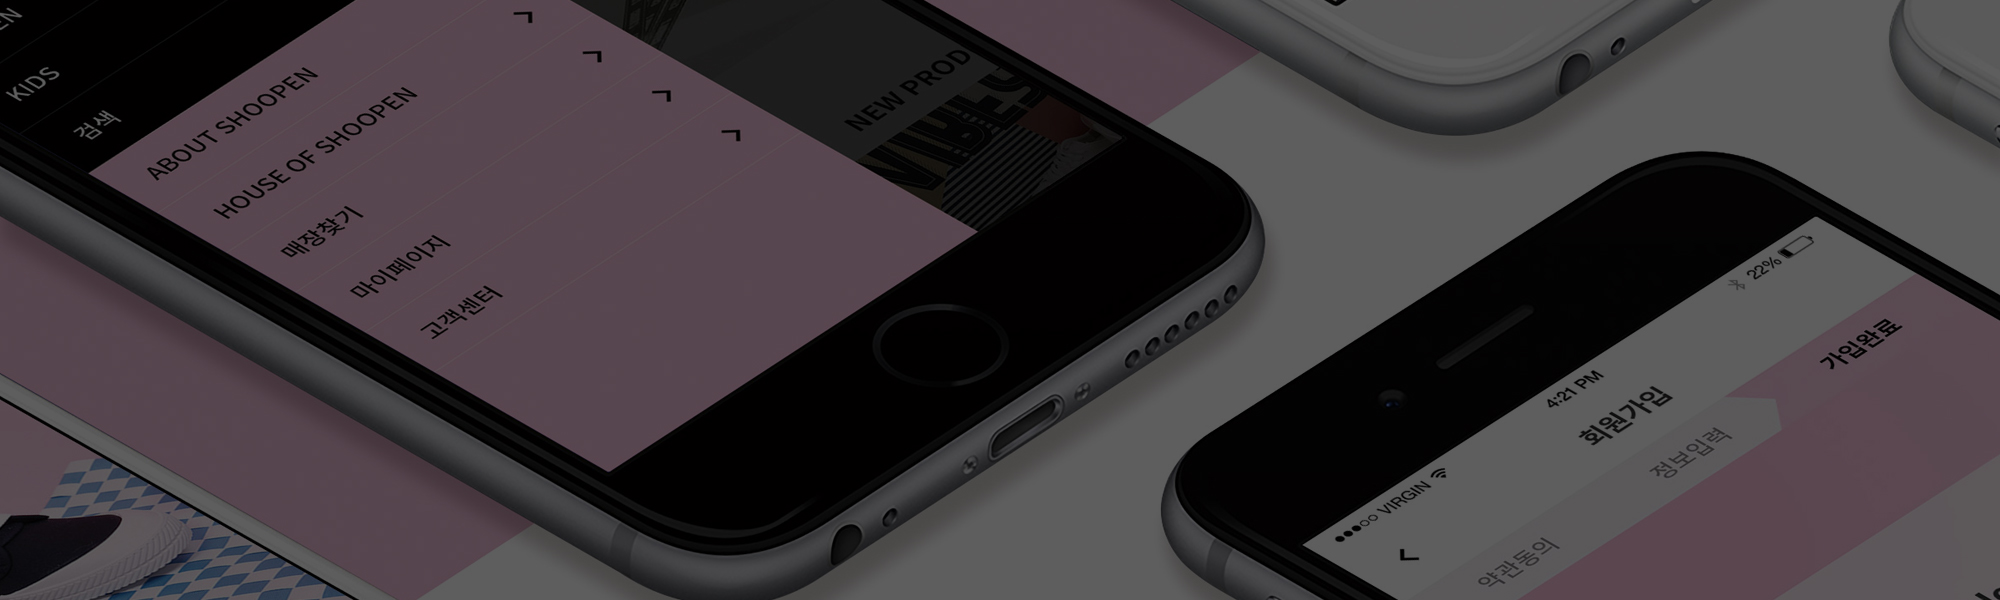 KIDS
검색
ABOUT SHOOPEN
HOUSE OF SHOOPEN
매장찾기
마이페이지
고객센터
NEW PROD
VIBES
VIRGIN
4:21 PM
22%
회원가입
약관동의
정보입력
가입완료